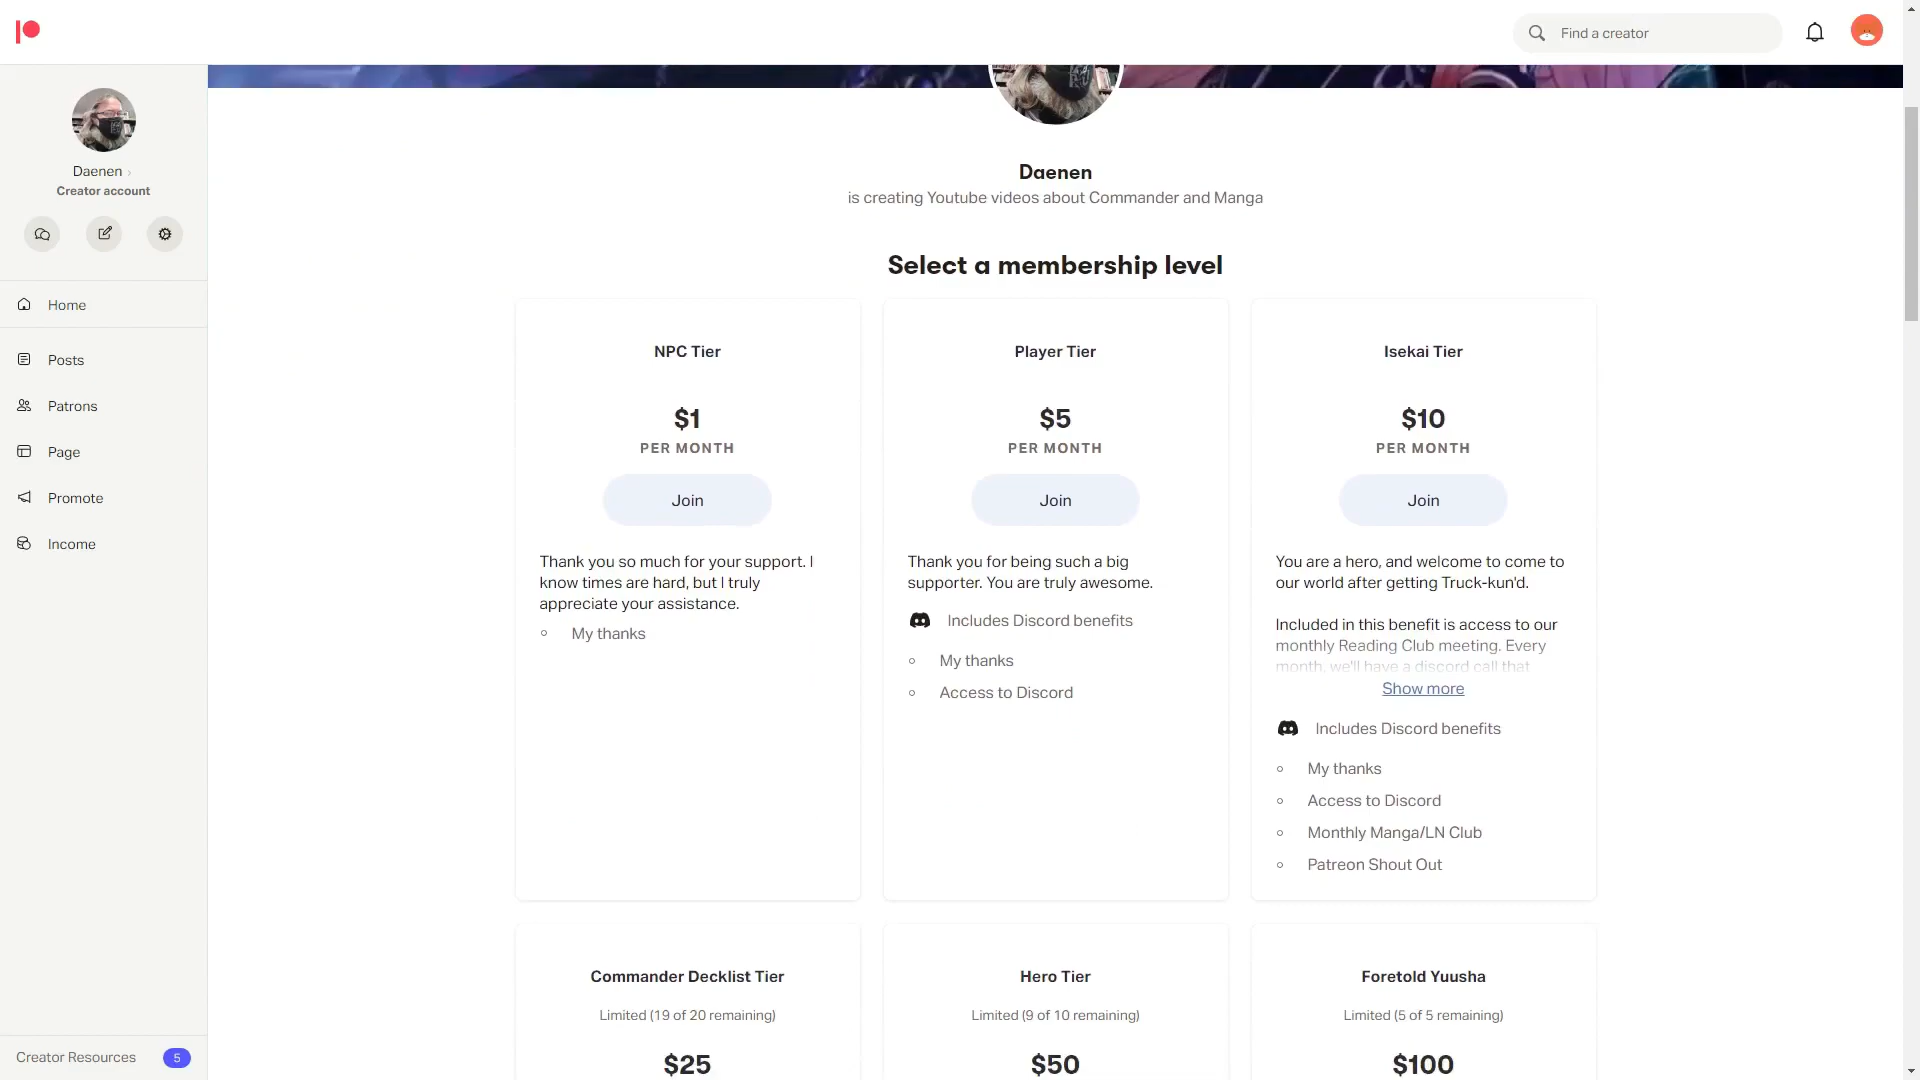 Find a creator
Daenen ›
Creator account
Home
Posts
Patrons
Page
Promote
Income
Creator Resources
5
Daenen
is creating Youtube videos about Commander and Manga
Select a membership level
NPC Tier
$1
PER MONTH
Join
Thank you so much for your support. I
know times are hard, but I truly
appreciate your assistance.
My thanks
Player Tier
$5
PER MONTH
Join
Thank you for being such a big
supporter. You are truly awesome.
Includes Discord benefits
My thanks
Access to Discord
Isekai Tier
$10
PER MONTH
Join
You are a hero, and welcome to come to
our world after getting Truck-kun'd.
Included in this benefit is access to our
monthly Reading Club meeting. Every
month, we'll have a discord call that
Show more
Includes Discord benefits
My thanks
Access to Discord
Monthly Manga/LN Club
Patreon Shout Out
Commander Decklist Tier
Limited (19 of 20 remaining)
$25
Hero Tier
Limited (9 of 10 remaining)
$50
Foretold Yuusha
Limited (5 of 5 remaining)
$100